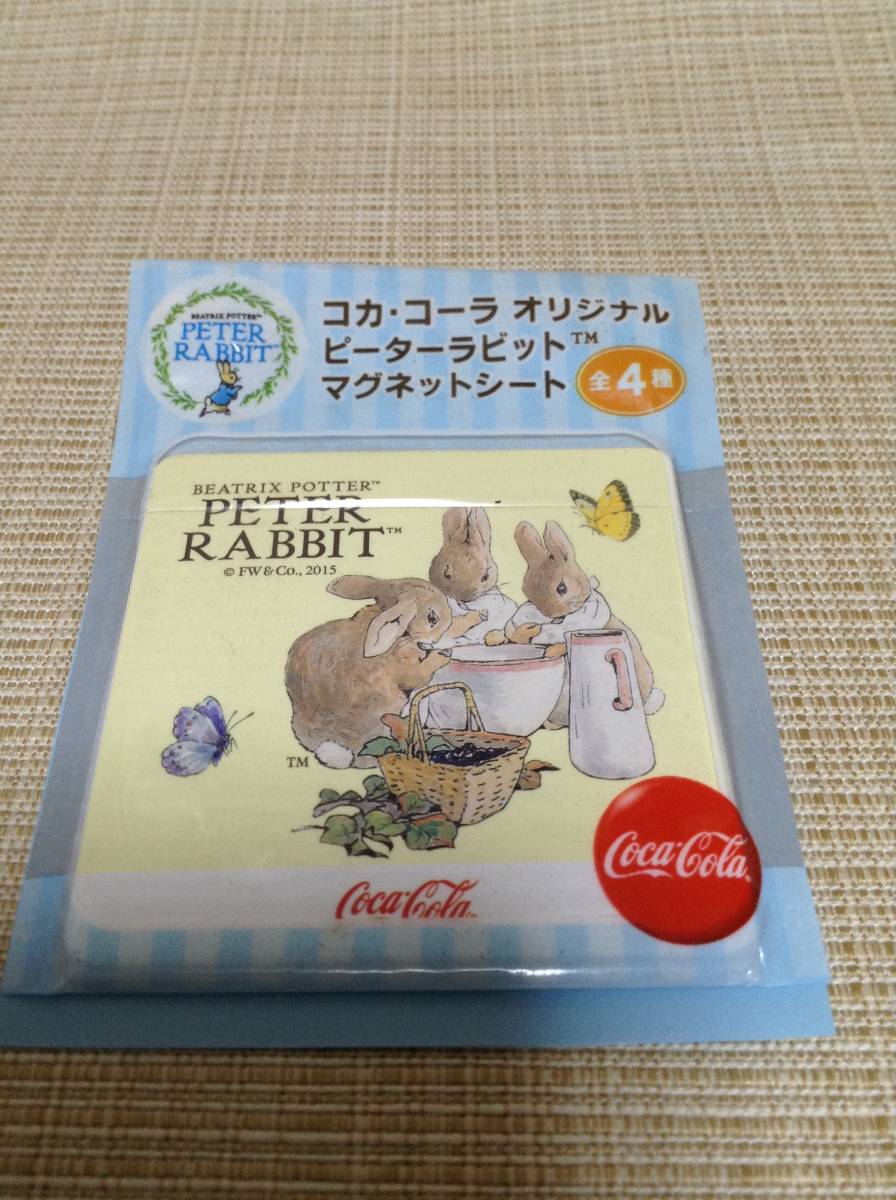 BEATRIX POTTER™
PETER
RABBIT™
コカ・コーラ オリジナル
ピーターラビット™
マグネットシート
全4種
BEATRIX POTTER™
PETER
RABBIT™
© FW & Co., 2015
TM
Coca-Cola
Coca-Cola